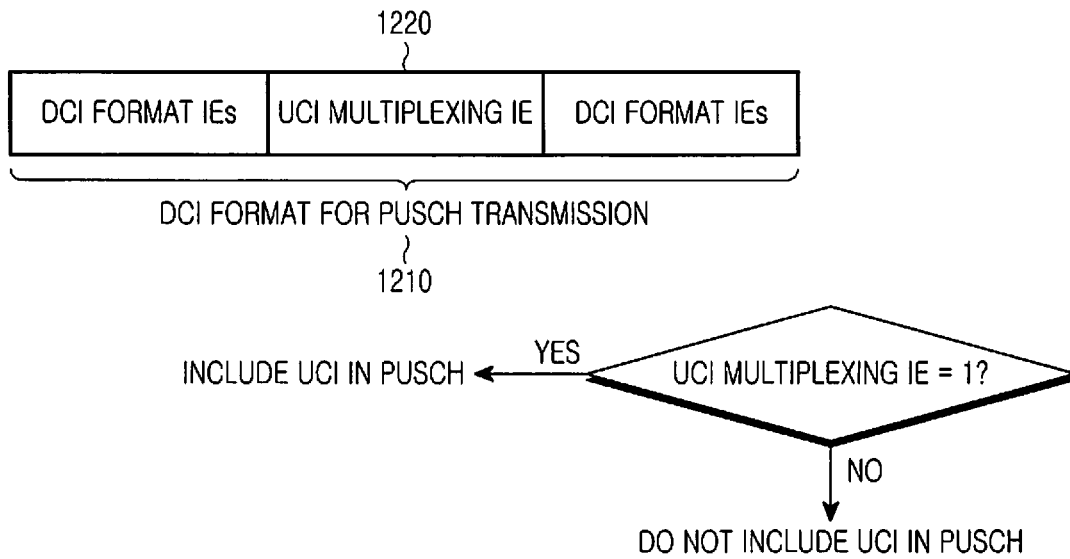 1220
DCI FORMAT IEs UCI MULTIPLEXING IE DCI FORMAT IEs
DCI FORMAT FOR PUSCH TRANSMISSION
1210
INCLUDE UCI IN PUSCH YES UCI MULTIPLEXING IE = 1?
NO
DO NOT INCLUDE UCI IN PUSCH